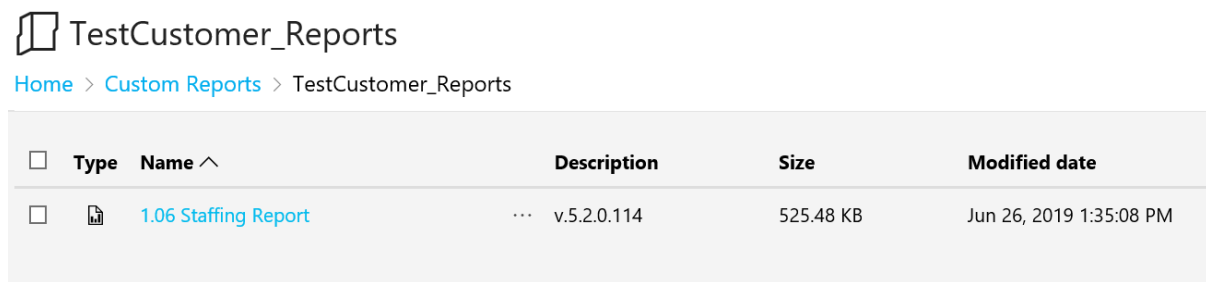 TestCustomer_Reports
Home > Custom Reports > TestCustomer_Reports
Type Name Description Size Modified date
1.06 Staffing Report ··· v.5.2.0.114 525.48 KB Jun 26, 2019 1:35:08 PM